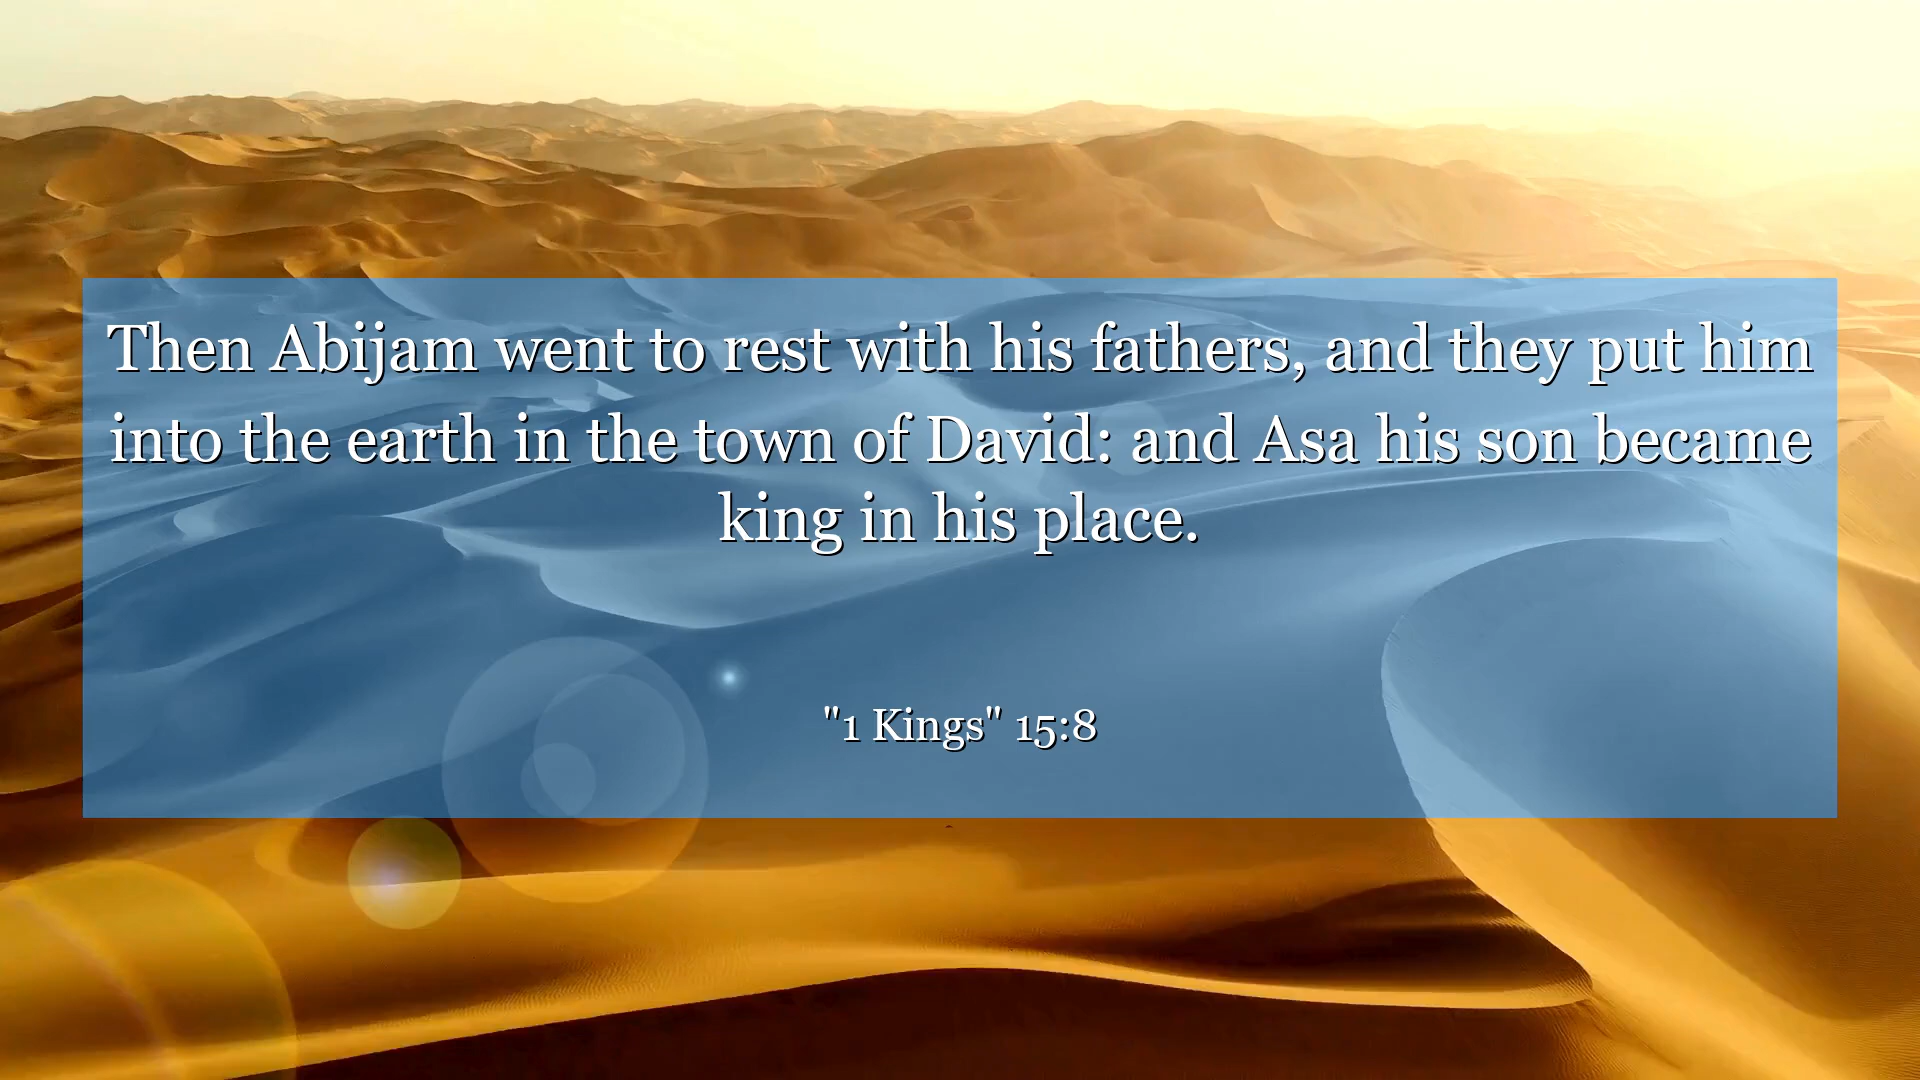 Then Abijam went to rest with his fathers, and they put him
into the earth in the town of David: and Asa his son became
king in his place.
"1 Kings" 15:8